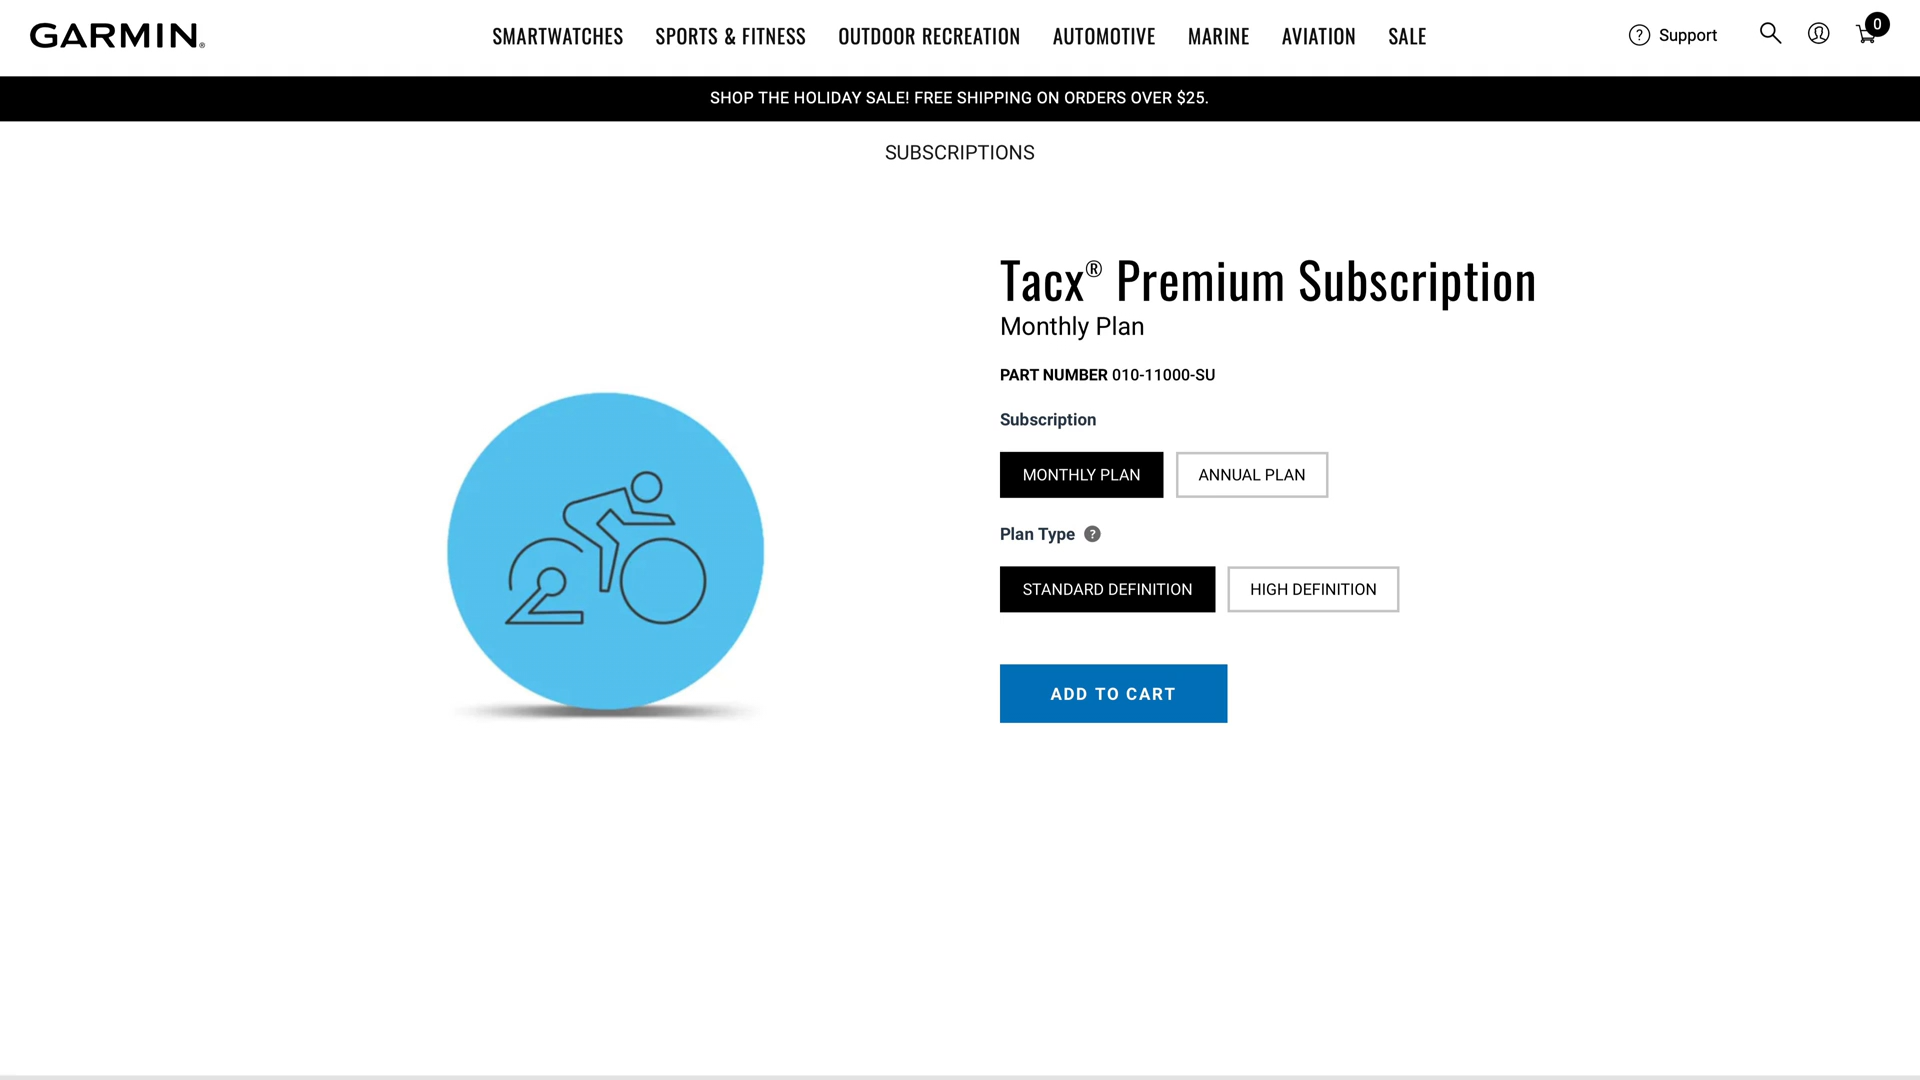 GARMIN®
SMARTWATCHES SPORTS & FITNESS OUTDOOR RECREATION AUTOMOTIVE MARINE AVIATION SALE
? Support
0
SHOP THE HOLIDAY SALE! FREE SHIPPING ON ORDERS OVER $25.
SUBSCRIPTIONS
Tacx® Premium Subscription
Monthly Plan
PART NUMBER 010-11000-SU
Subscription
MONTHLY PLAN ANNUAL PLAN
Plan Type ?
STANDARD DEFINITION HIGH DEFINITION
ADD TO CART